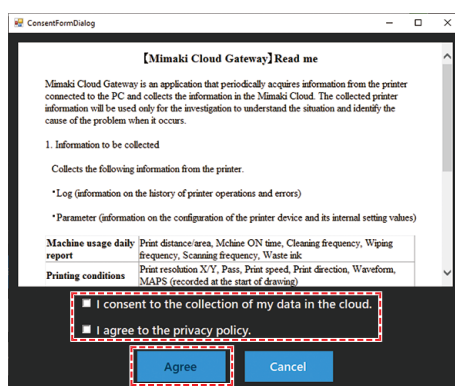 ConsentFormDialog
【Mimaki Cloud Gateway】Read me
Mimaki Cloud Gateway is an application that periodically acquires information from the printer
connected to the PC and collects the information in the Mimaki Cloud. The collected printer
information will be used only for the investigation to understand the situation and identify the
cause of the problem when it occurs.
1. Information to be collected
Collects the following information from the printer.
・Log (information on the history of printer operations and errors)
・Parameter (information on the configuration of the printer device and its internal setting values)
Machine usage daily report Print distance/area, Mchine ON time, Cleaning frequency, Wiping
frequency, Scanning frequency, Waste ink
Printing conditions Print resolution X/Y, Pass, Print speed, Print direction, Waveform,
MAPS (recorded at the start of drawing)
I consent to the collection of my data in the cloud.
I agree to the privacy policy.
Agree Cancel